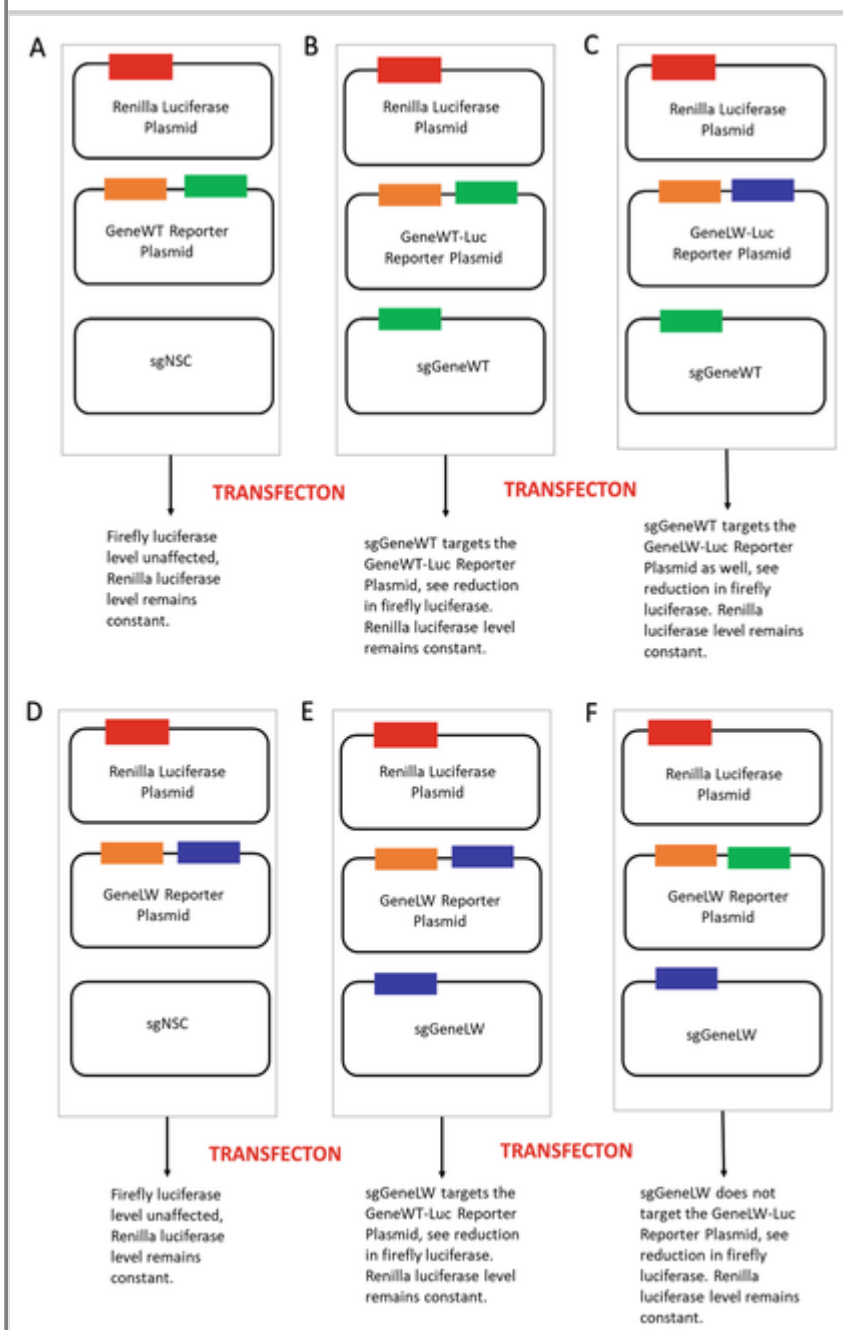 A
Renilla Luciferase
Plasmid
GeneWT Reporter
Plasmid
sgNSC
Firefly luciferase
level unaffected,
Renilla luciferase
level remains
constant.
B
Renilla Luciferase
Plasmid
GeneWT-Luc
Reporter Plasmid
sgGeneWT
sgGeneWT targets the
GeneWT-Luc Reporter
Plasmid, see reduction
in firefly luciferase.
Renilla luciferase level
remains constant.
C
Renilla Luciferase
Plasmid
GeneLW-Luc
Reporter Plasmid
sgGeneWT
sgGeneWT targets the
GeneLW-Luc Reporter
Plasmid as well, see
reduction in firefly
luciferase. Renilla
luciferase level remains
constant.
TRANSFECTON
TRANSFECTON
D
Renilla Luciferase
Plasmid
GeneLW Reporter
Plasmid
sgNSC
Firefly luciferase
level unaffected,
Renilla luciferase
level remains
constant.
E
Renilla Luciferase
Plasmid
GeneLW Reporter
Plasmid
sgGeneLW
sgGeneLW targets the
GeneWT-Luc Reporter
Plasmid, see reduction
in firefly luciferase.
Renilla luciferase level
remains constant.
F
Renilla Luciferase
Plasmid
GeneLW Reporter
Plasmid
sgGeneLW
sgGeneLW does not
target the GeneLW-Luc
Reporter Plasmid, see
reduction in firefly
luciferase. Renilla
luciferase level remains
constant.
TRANSFECTON
TRANSFECTON